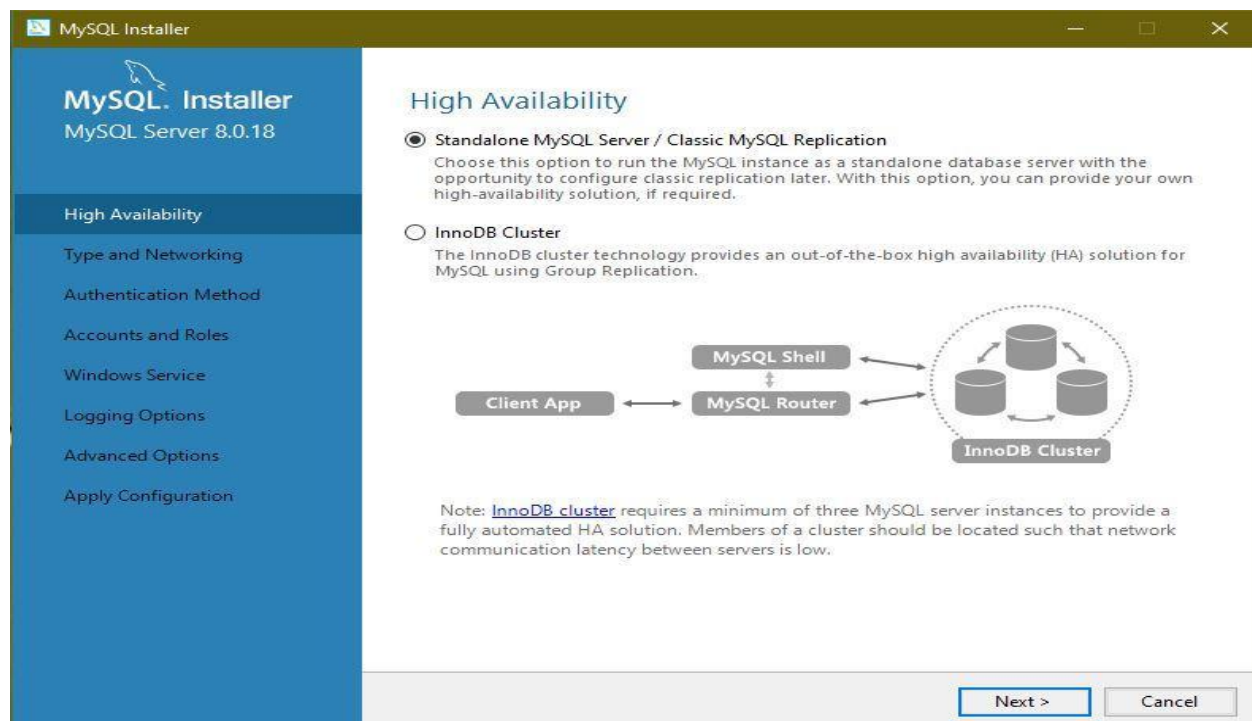 MySQL Installer
MySQL. Installer
MySQL Server 8.0.18
High Availability
Type and Networking
Authentication Method
Accounts and Roles
Windows Service
Logging Options
Advanced Options
Apply Configuration
High Availability
Standalone MySQL Server / Classic MySQL Replication
Choose this option to run the MySQL instance as a standalone database server with the
opportunity to configure classic replication later. With this option, you can provide your own
high-availability solution, if required.
InnoDB Cluster
The InnoDB cluster technology provides an out-of-the-box high availability (HA) solution for
MySQL using Group Replication.
MySQL Shell
Client App
MySQL Router
InnoDB Cluster
Note: InnoDB cluster requires a minimum of three MySQL server instances to provide a
fully automated HA solution. Members of a cluster should be located such that network
communication latency between servers is low.
Next >
Cancel